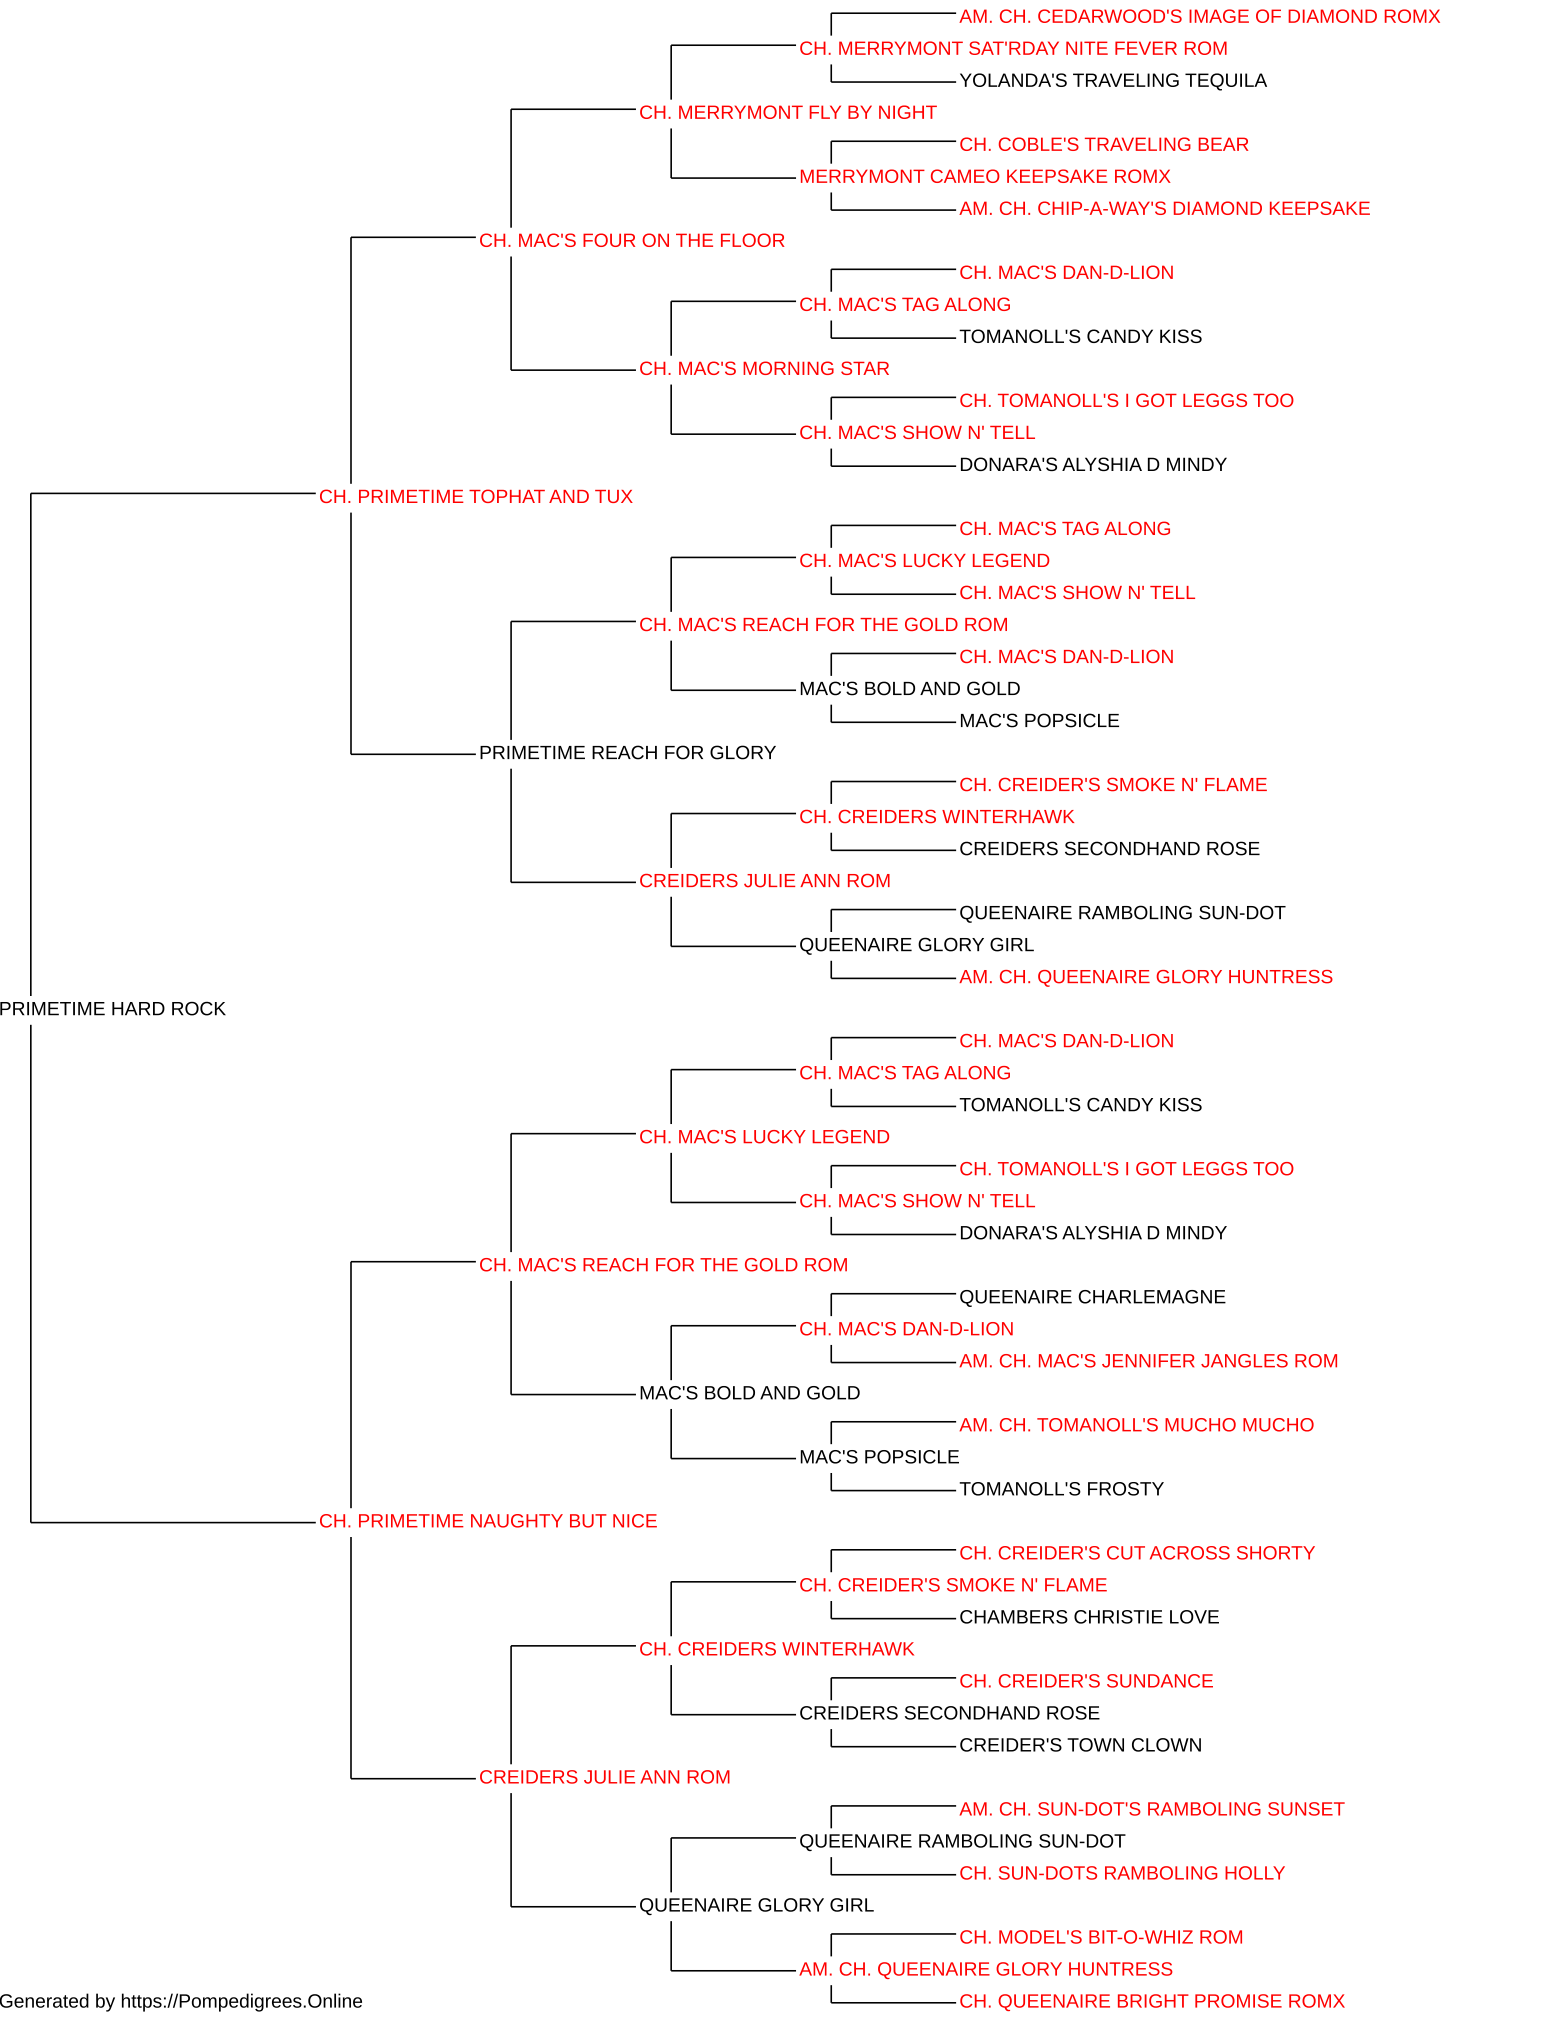 AM. CH. CEDARWOOD'S IMAGE OF DIAMOND ROMX
CH. MERRYMONT SAT'RDAY NITE FEVER ROM
YOLANDA'S TRAVELING TEQUILA
CH. MERRYMONT FLY BY NIGHT
CH. COBLE'S TRAVELING BEAR
MERRYMONT CAMEO KEEPSAKE ROMX
AM. CH. CHIP-A-WAY'S DIAMOND KEEPSAKE
CH. MAC'S FOUR ON THE FLOOR
CH. MAC'S DAN-D-LION
CH. MAC'S TAG ALONG
TOMANOLL'S CANDY KISS
CH. MAC'S MORNING STAR
CH. TOMANOLL'S I GOT LEGGS TOO
CH. MAC'S SHOW N' TELL
DONARA'S ALYSHIA D MINDY
CH. PRIMETIME TOPHAT AND TUX
CH. MAC'S TAG ALONG
CH. MAC'S LUCKY LEGEND
CH. MAC'S SHOW N' TELL
CH. MAC'S REACH FOR THE GOLD ROM
CH. MAC'S DAN-D-LION
MAC'S BOLD AND GOLD
MAC'S POPSICLE
PRIMETIME REACH FOR GLORY
CH. CREIDER'S SMOKE N' FLAME
CH. CREIDERS WINTERHAWK
CREIDERS SECONDHAND ROSE
CREIDERS JULIE ANN ROM
QUEENAIRE RAMBOLING SUN-DOT
QUEENAIRE GLORY GIRL
AM. CH. QUEENAIRE GLORY HUNTRESS
PRIMETIME HARD ROCK
CH. MAC'S DAN-D-LION
CH. MAC'S TAG ALONG
TOMANOLL'S CANDY KISS
CH. MAC'S LUCKY LEGEND
CH. TOMANOLL'S I GOT LEGGS TOO
CH. MAC'S SHOW N' TELL
DONARA'S ALYSHIA D MINDY
CH. MAC'S REACH FOR THE GOLD ROM
QUEENAIRE CHARLEMAGNE
CH. MAC'S DAN-D-LION
AM. CH. MAC'S JENNIFER JANGLES ROM
MAC'S BOLD AND GOLD
AM. CH. TOMANOLL'S MUCHO MUCHO
MAC'S POPSICLE
TOMANOLL'S FROSTY
CH. PRIMETIME NAUGHTY BUT NICE
CH. CREIDER'S CUT ACROSS SHORTY
CH. CREIDER'S SMOKE N' FLAME
CHAMBERS CHRISTIE LOVE
CH. CREIDERS WINTERHAWK
CH. CREIDER'S SUNDANCE
CREIDERS SECONDHAND ROSE
CREIDER'S TOWN CLOWN
CREIDERS JULIE ANN ROM
AM. CH. SUN-DOT'S RAMBOLING SUNSET
QUEENAIRE RAMBOLING SUN-DOT
CH. SUN-DOTS RAMBOLING HOLLY
QUEENAIRE GLORY GIRL
CH. MODEL'S BIT-O-WHIZ ROM
AM. CH. QUEENAIRE GLORY HUNTRESS
CH. QUEENAIRE BRIGHT PROMISE ROMX
Generated by https://Pompedigrees.Online